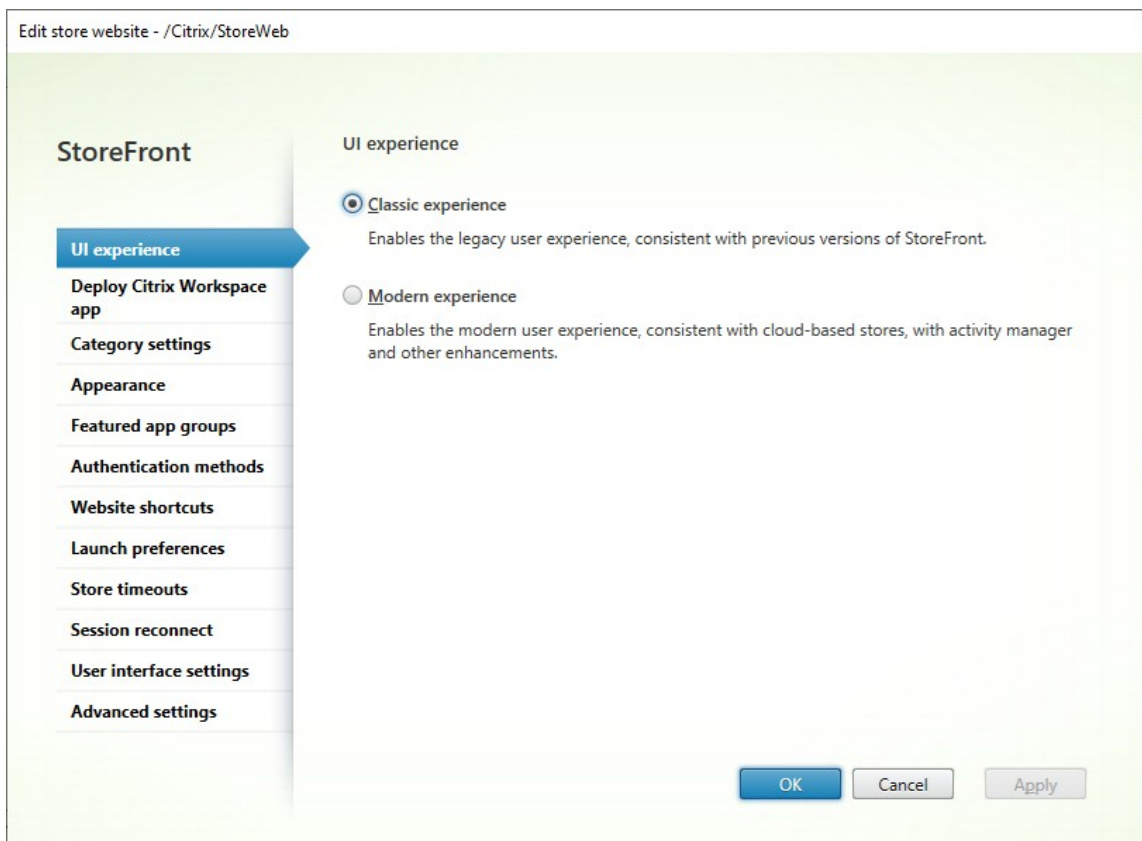 Edit store website - /Citrix/StoreWeb
StoreFront
UI experience
Deploy Citrix Workspace
app
Category settings
Appearance
Featured app groups
Authentication methods
Website shortcuts
Launch preferences
Store timeouts
Session reconnect
User interface settings
Advanced settings
UI experience
Classic experience
Enables the legacy user experience, consistent with previous versions of StoreFront.
Modern experience
Enables the modern user experience, consistent with cloud-based stores, with activity manager
and other enhancements.
OK
Cancel
Apply